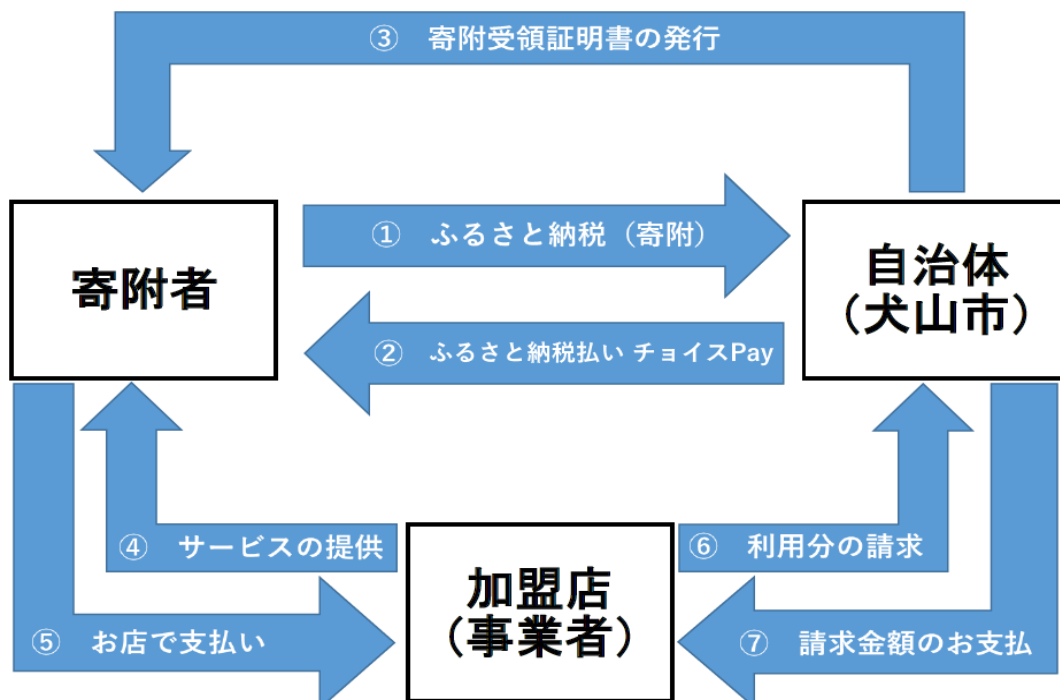 ③ 寄附受領証明書の発行
寄附者
① ふるさと納税（寄附）
自治体
（犬山市）
② ふるさと納税払い チョイスPay
④ サービスの提供
加盟店
（事業者）
⑥ 利用分の請求
⑤ お店で支払い
⑦ 請求金額のお支払